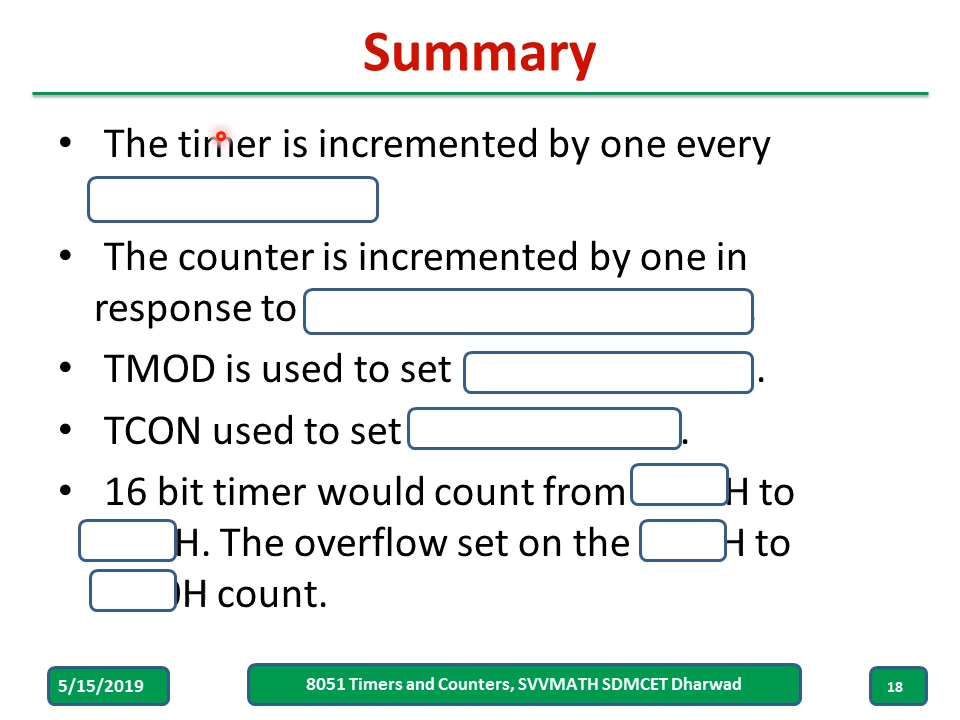 Summary
• The timer is incremented by one every
• The counter is incremented by one in
response to
• TMOD is used to set .
• TCON used to set .
• 16 bit timer would count from H to
H. The overflow set on the H to
H count.
5/15/2019
8051 Timers and Counters, SVVMATH SDMCET Dharwad
18